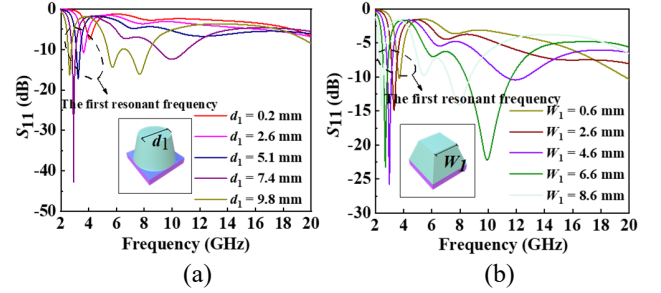 (a)
0
-10
-20
-30
-40
-50
S11 (dB)
The first resonant frequency
d1
d1 = 0.2 mm
d1 = 2.6 mm
d1 = 5.1 mm
d1 = 7.4 mm
d1 = 9.8 mm
2 4 6 8 10 12 14 16 18 20
Frequency (GHz)
(a)
(b)
0
-5
-10
-15
-20
-25
-30
S11 (dB)
The first resonant frequency
W1
W1 = 0.6 mm
W1 = 2.6 mm
W1 = 4.6 mm
W1 = 6.6 mm
W1 = 8.6 mm
2 4 6 8 10 12 14 16 18 20
Frequency (GHz)
(b)